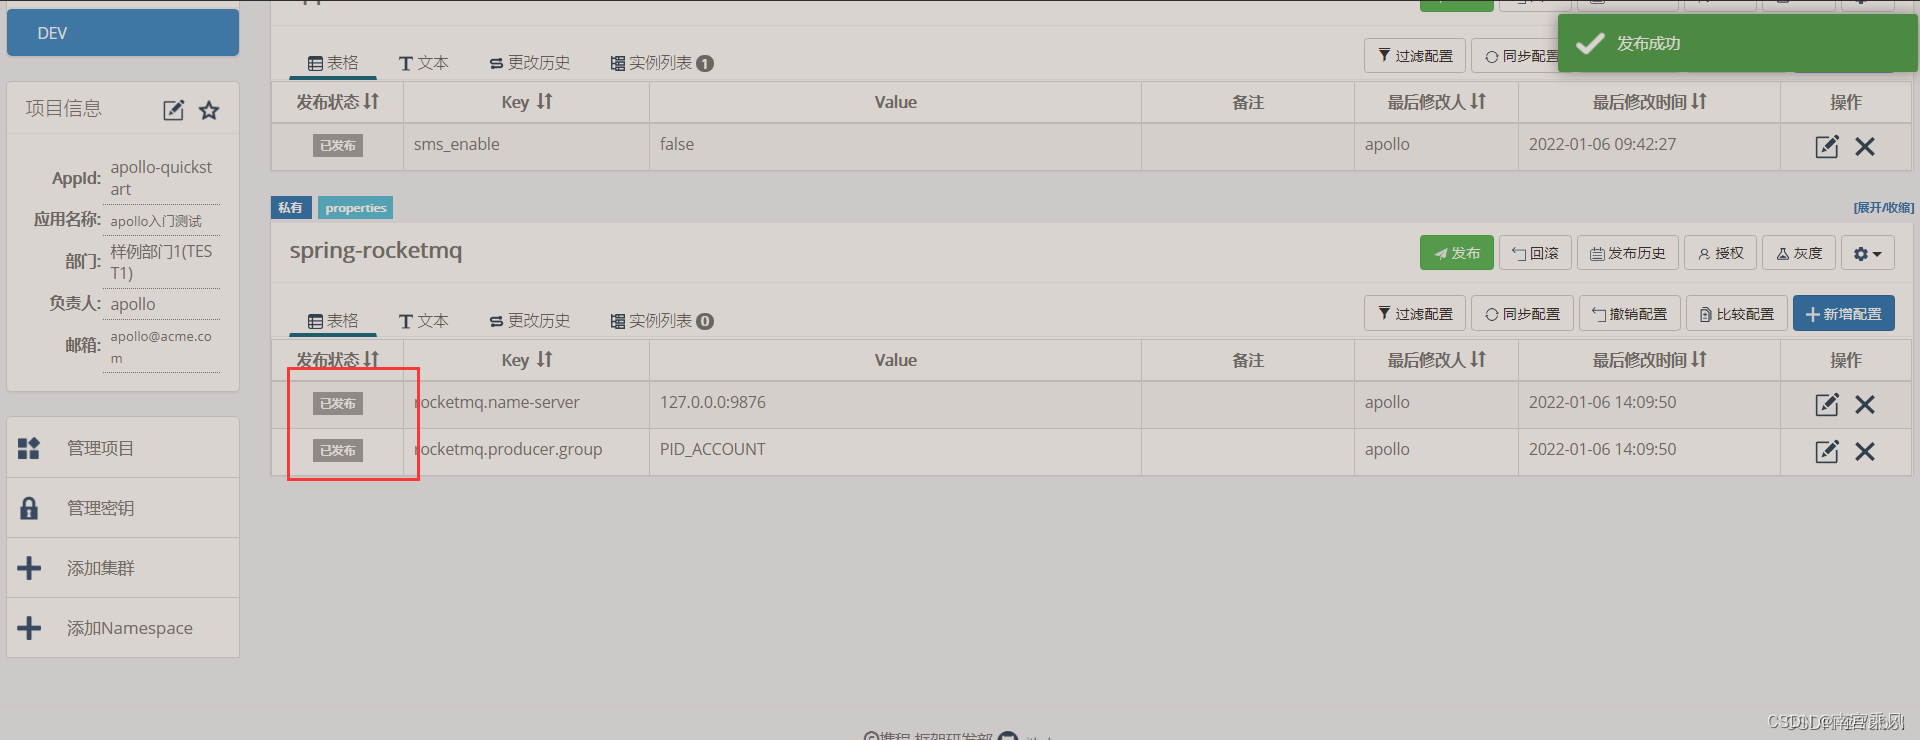 DEV
发布成功
表格 文本 更改历史 实例列表 1
过滤配置 同步配置
项目信息
发布状态 Key Value 备注 最后修改人 最后修改时间 操作
已发布 sms_enable false apollo 2022-01-06 09:42:27
AppId: apollo-quickstart
应用名称: apollo入门测试
部门: 样例部门1(TEST1)
负责人: apollo
邮箱: apollo@acme.com
私有 properties [展开/收缩]
spring-rocketmq
发布 回滚 发布历史 授权 灰度
表格 文本 更改历史 实例列表 0
过滤配置 同步配置 撤销配置 比较配置 新增配置
发布状态 Key Value 备注 最后修改人 最后修改时间 操作
已发布 rocketmq.name-server 127.0.0.0:9876 apollo 2022-01-06 14:09:50
已发布 rocketmq.producer.group PID_ACCOUNT apollo 2022-01-06 14:09:50
管理项目
管理密钥
添加集群
添加Namespace
携程 框架研发部
CSDN @南宫乘风